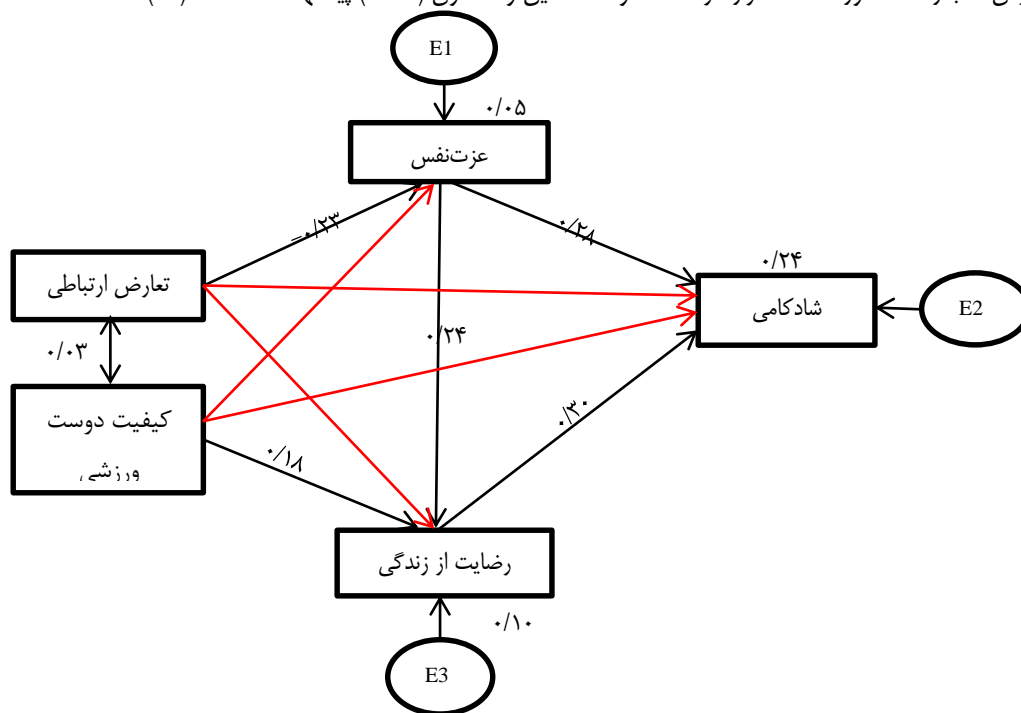 E1
۰/۰۵
عزت‌نفس
-۰/۲۳
۰/۲۸
تعارض ارتباطی
۰/۲۴
شادکامی
E2
۰/۰۳
۰/۲۴
کیفیت دوست
ورزشی
۰/۱۸
۰/۳۰
رضایت از زندگی
۰/۱۰
E3